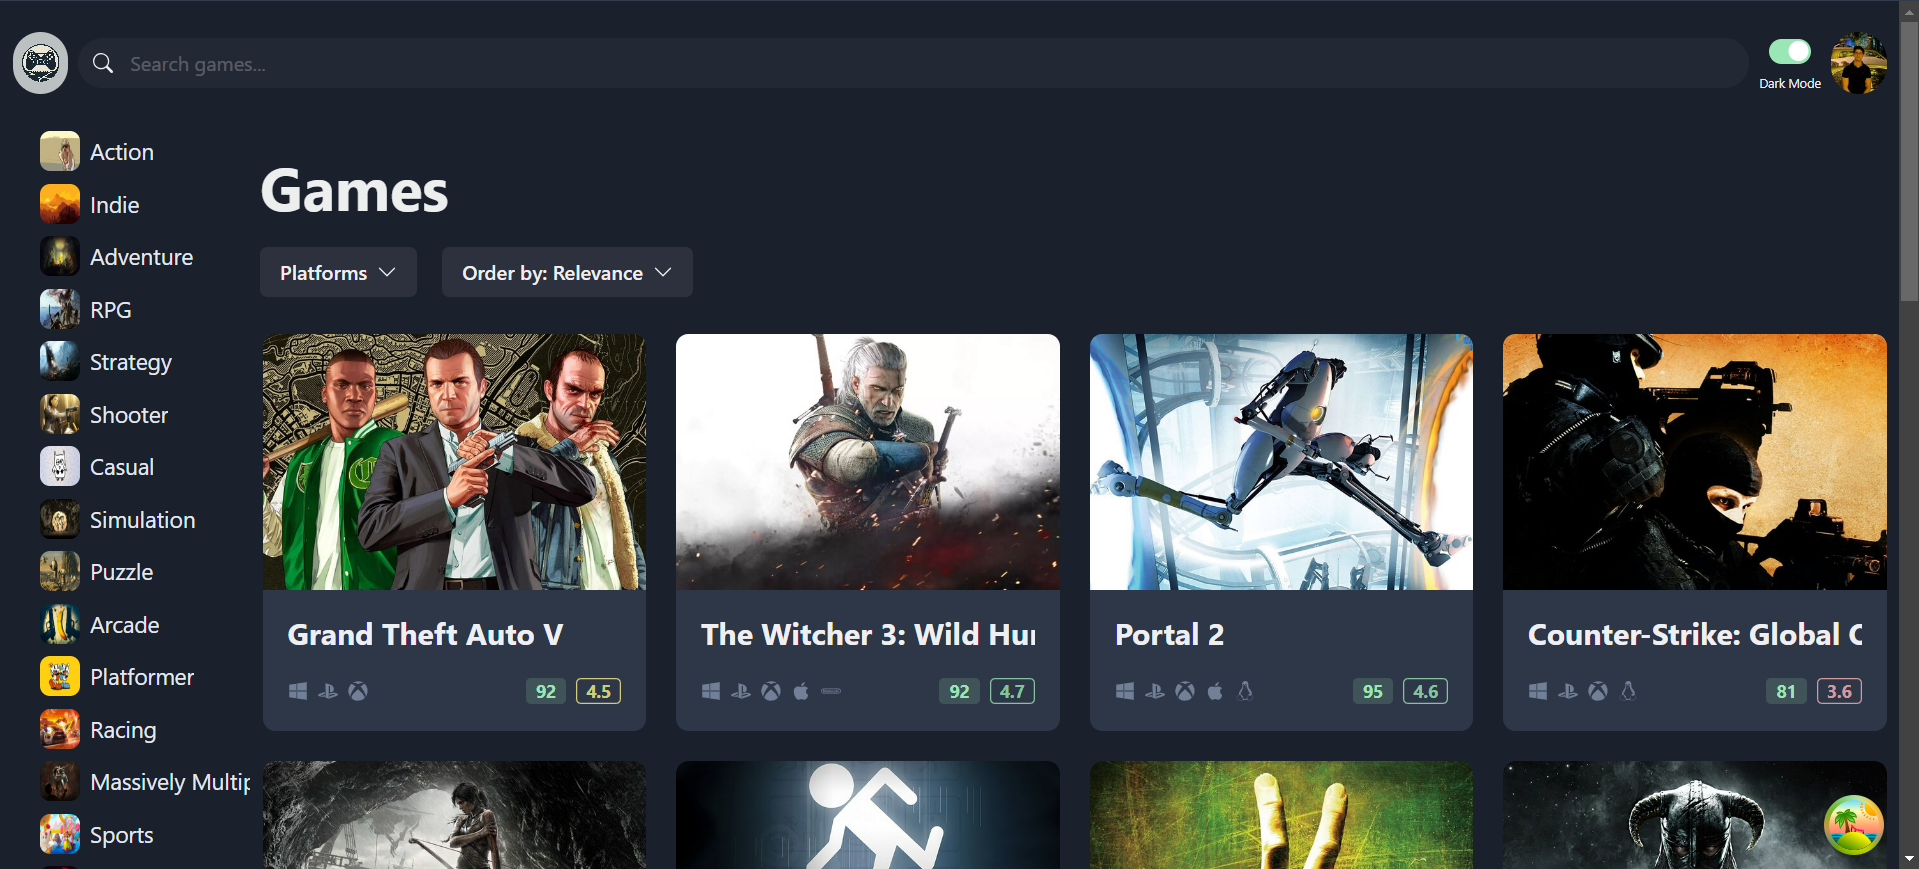 Search games...
Dark Mode
Action
Indie
Adventure
RPG
Strategy
Shooter
Casual
Simulation
Puzzle
Arcade
Platformer
Racing
Massively Multip
Sports
Games
Platforms
Order by: Relevance
Grand Theft Auto V
92 4.5
The Witcher 3: Wild Hun
92 4.7
Portal 2
95 4.6
Counter-Strike: Global O
81 3.6